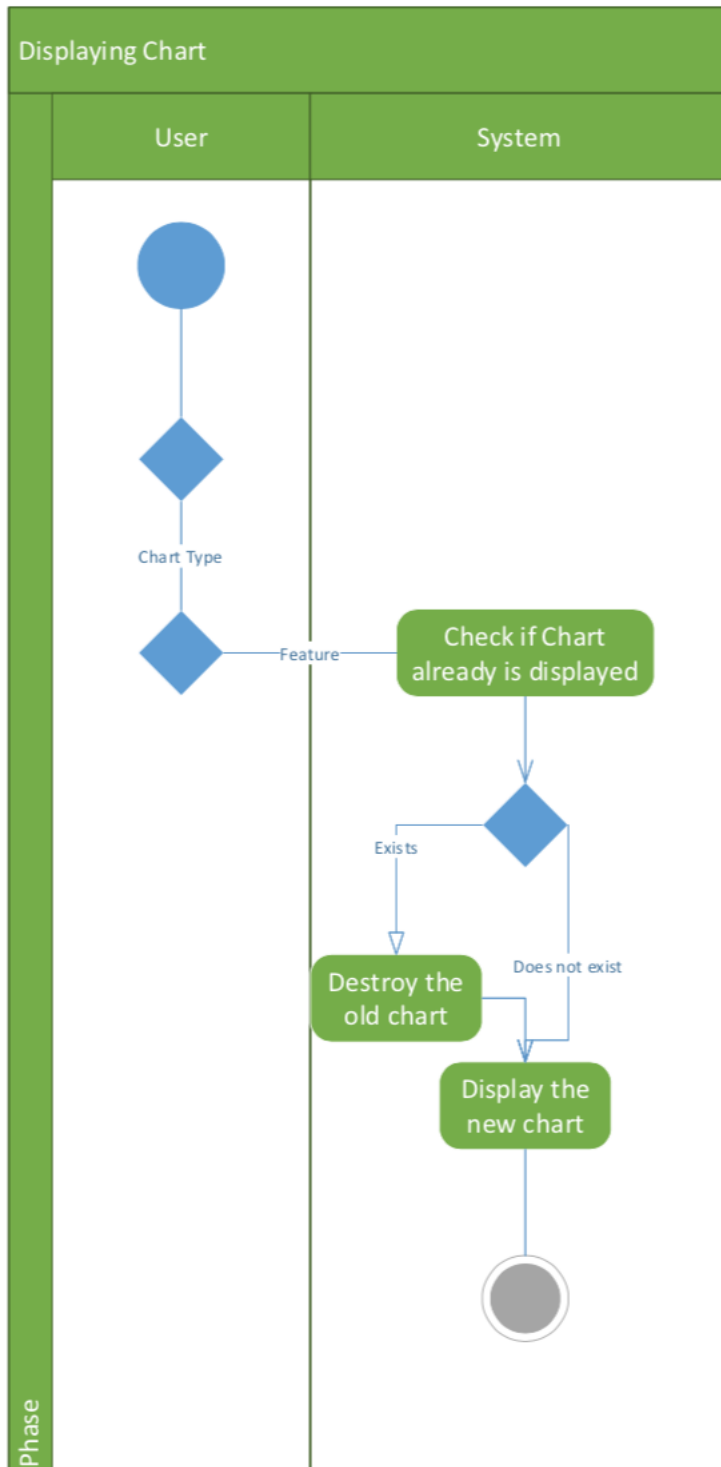 Displaying Chart
User
System
Chart Type
Feature
Check if Chart
already is displayed
Exists
Does not exist
Destroy the
old chart
Display the
new chart
Phase